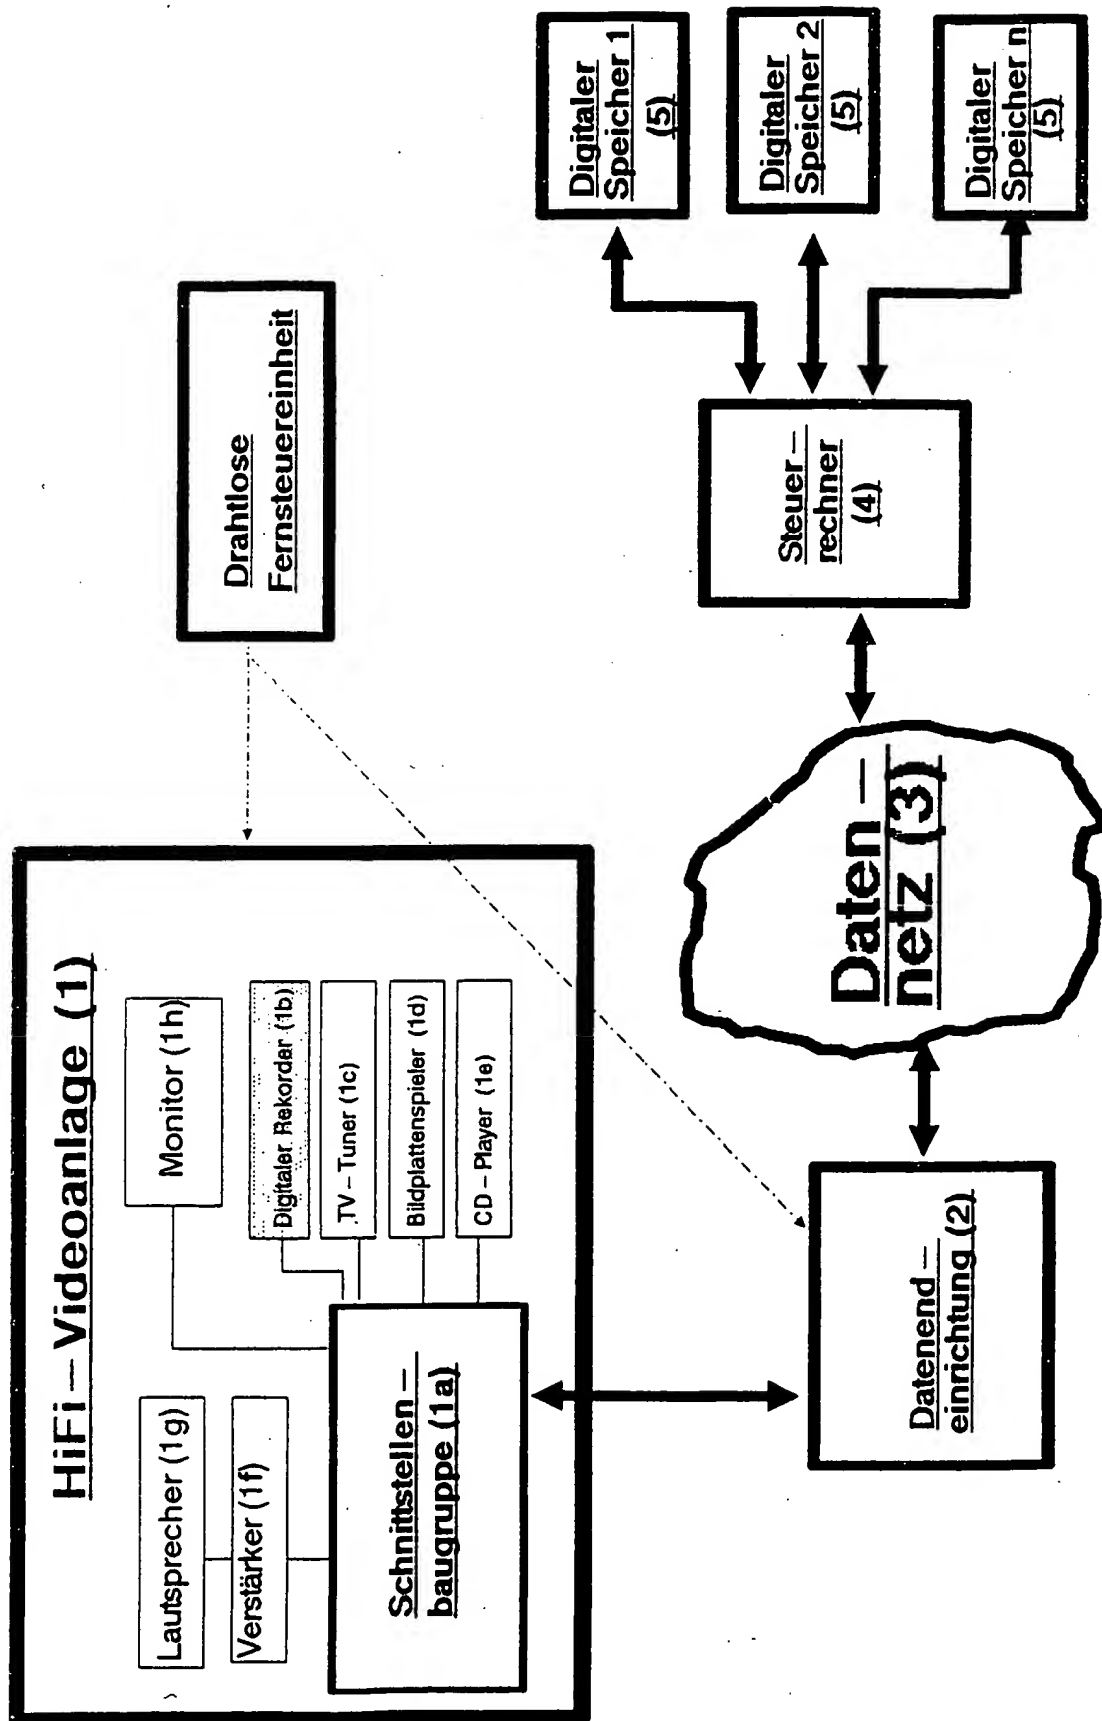 HiFi – Videoanlage (1)
Lautsprecher (1g)
Verstärker (1f)
Monitor (1h)
Digitaler Rekorder (1b)
TV – Tuner (1c)
Bildplattenspieler (1d)
CD – Player (1e)
Schnittstellen –
baugruppe (1a)
Drahtlose
Fernsteuereinheit
Datenend –
einrichtung (2)
Daten –
netz (3)
Steuer –
rechner
(4)
Digitaler
Speicher 1
(5)
Digitaler
Speicher 2
(5)
Digitaler
Speicher n
(5)